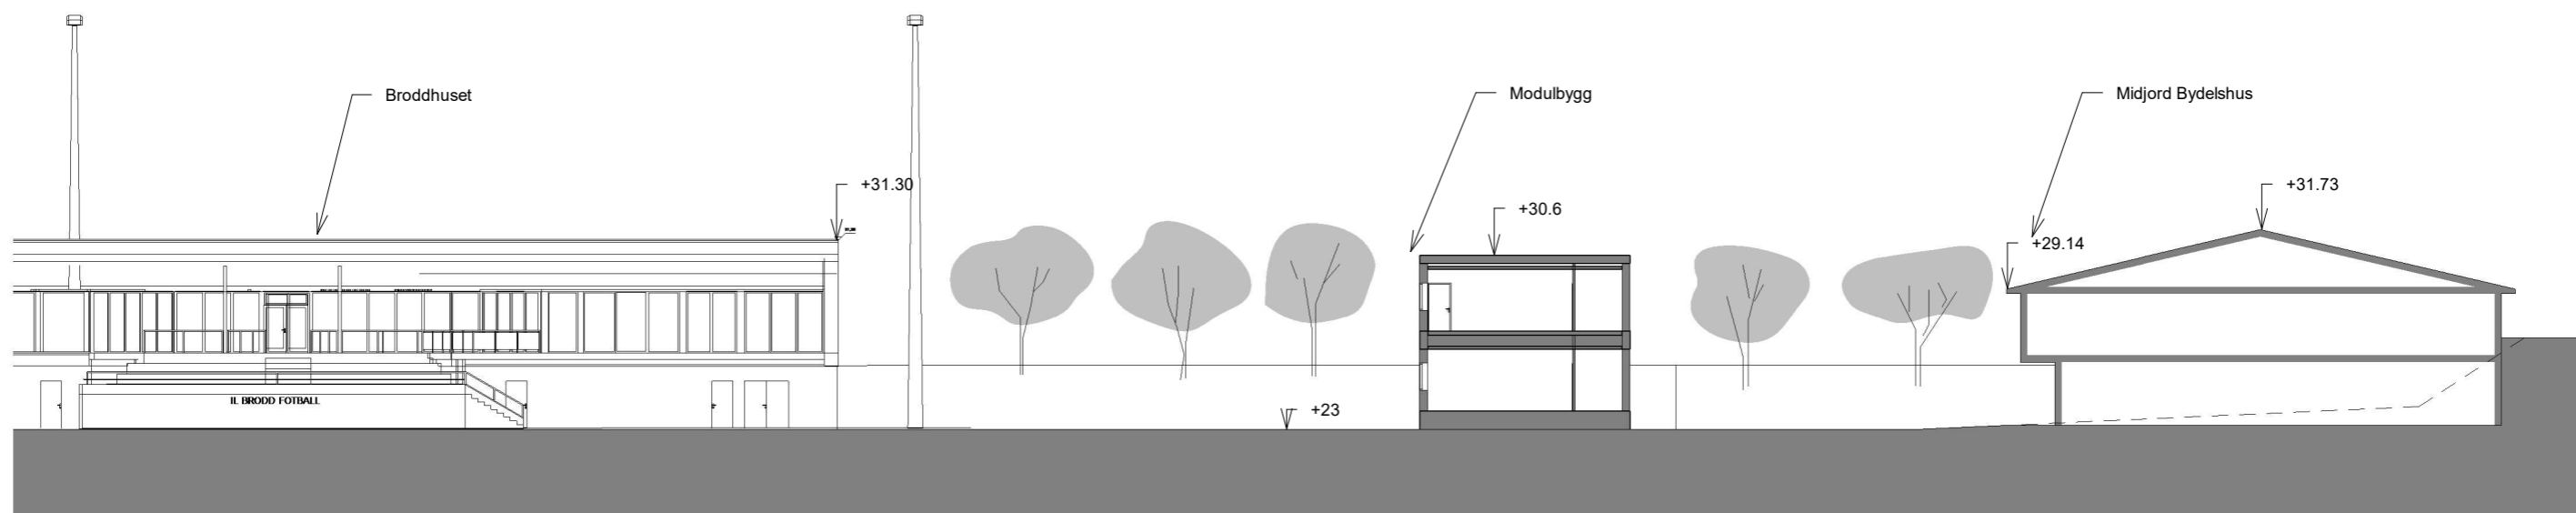 Broddhuset
Modulbygg
Midjord Bydelshus
+31.30
+31.73
+30.6
+29.14
IL BRODD FOTBALL
+23